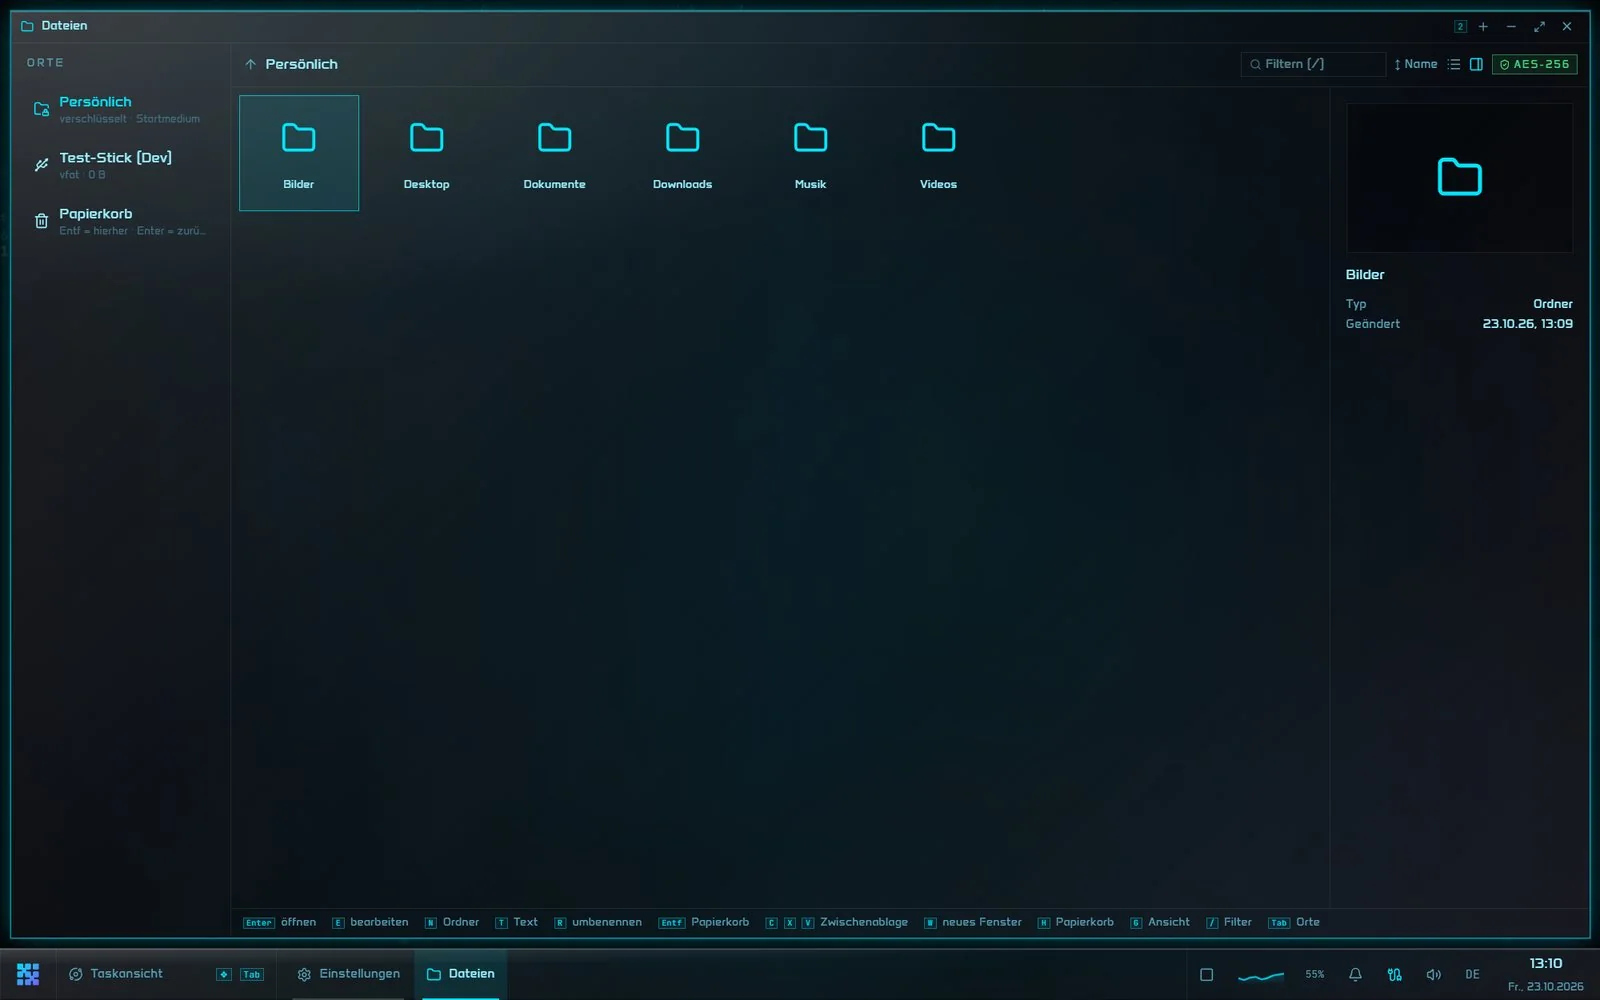 Dateien
2
ORTE
Persönlich
Filtern [/]
Name
AES-256
Persönlich
verschlüsselt · Startmedium
Test-Stick [Dev]
vfat · 0 B
Papierkorb
Entf = hierher · Enter = zurü…
Bilder
Desktop
Dokumente
Downloads
Musik
Videos
Bilder
Typ Ordner
Geändert 23.10.26, 13:09
Enter öffnen E bearbeiten N Ordner T Text R umbenennen Entf Papierkorb C X V Zwischenablage W neues Fenster H Papierkorb G Ansicht / Filter Tab Orte
Taskansicht Tab Einstellungen Dateien 55% DE 13:10
Fr., 23.10.2026